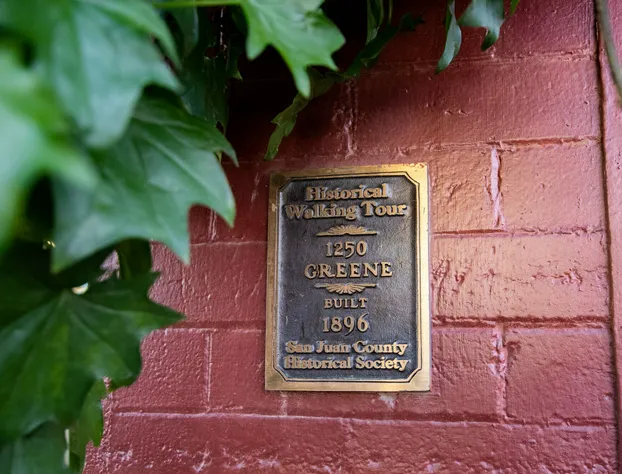 Historical
Walking Tour
1250
GREENE
BUILT
1896
San Juan County
Historical Society